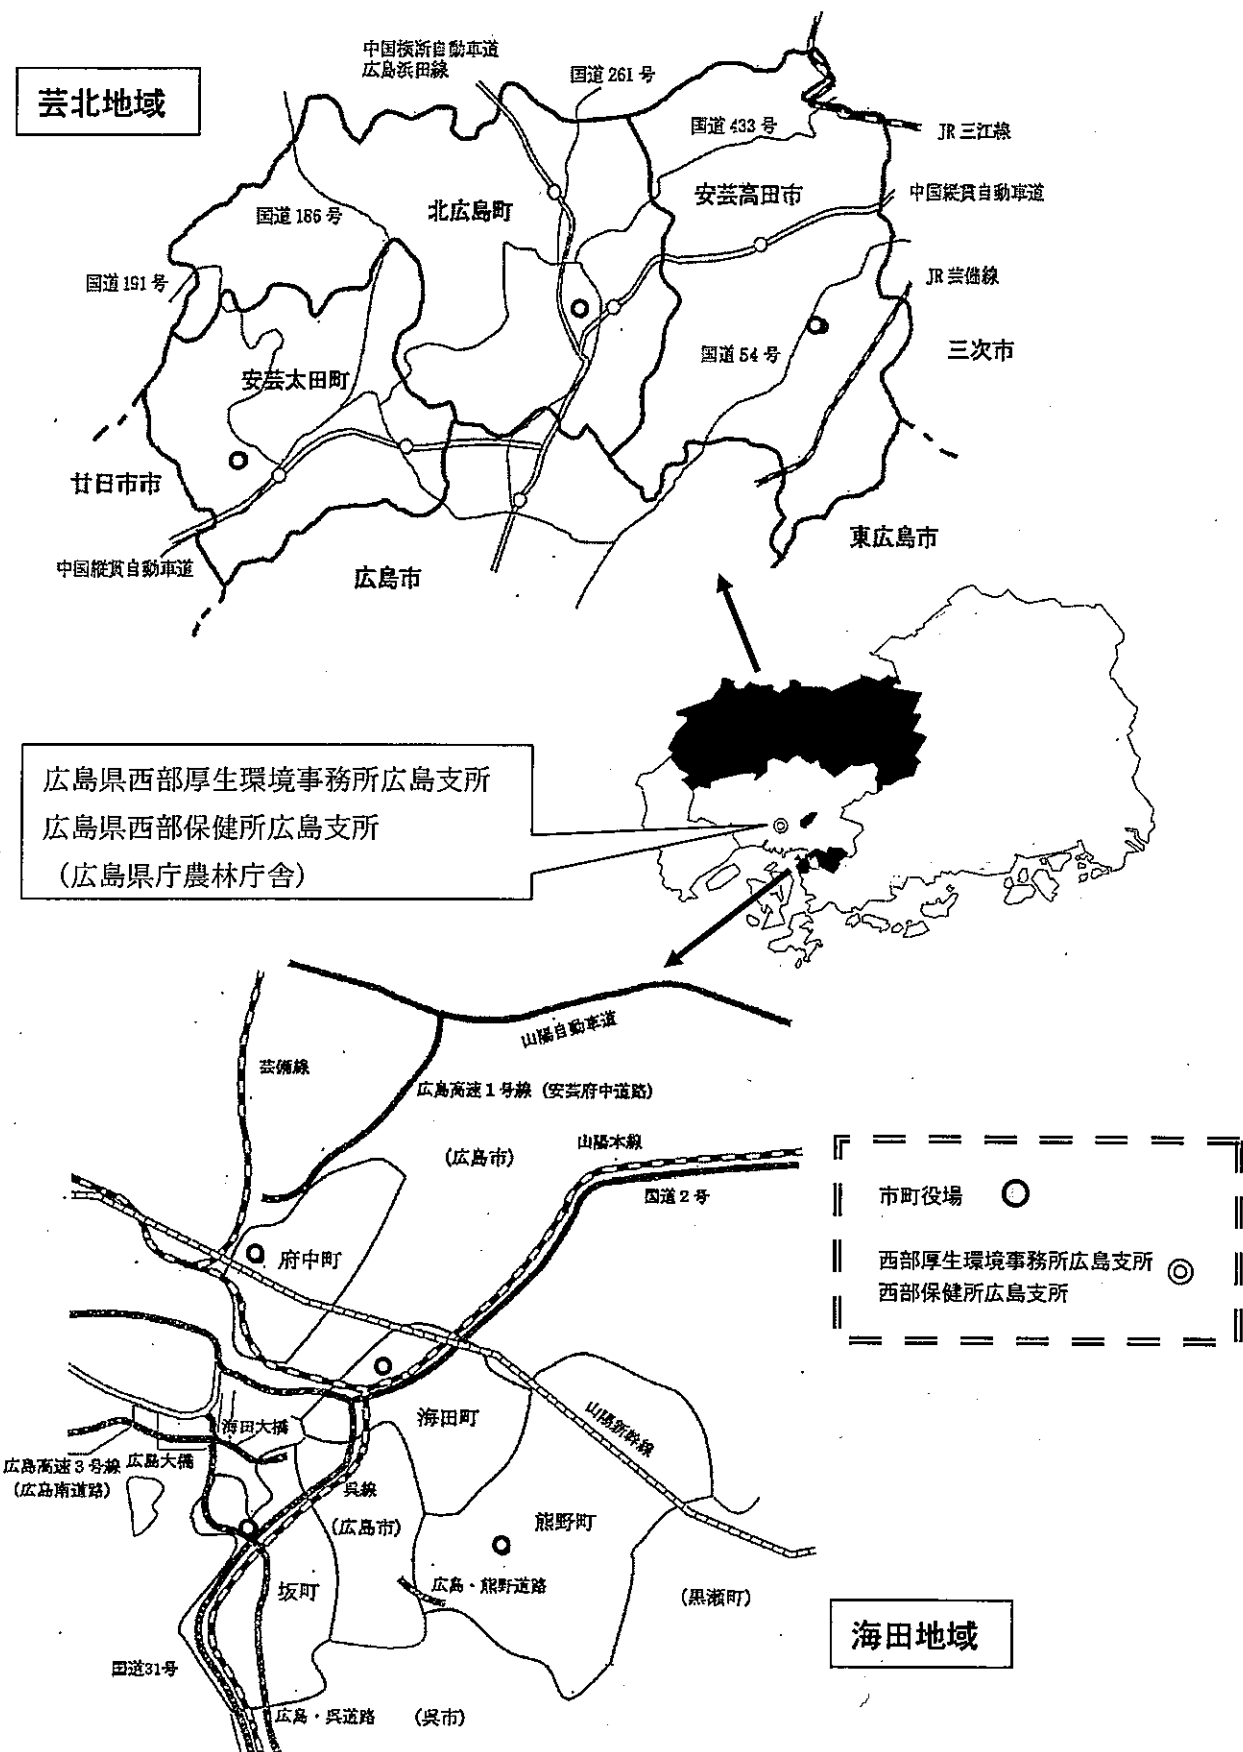 芸北地域
中国横断自動車道
広島浜田線
国道261号
国道433号
JR三江線
安芸高田市
中国縦貫自動車道
北広島町
国道186号
国道191号
JR芸備線
国道54号
三次市
安芸太田町
廿日市市
東広島市
中国縦貫自動車道
広島市
広島県西部厚生環境事務所広島支所
広島県西部保健所広島支所
(広島県庁農林庁舎)
山陽自動車道
芸備線
広島高速1号線(安芸府中道路)
(広島市)
山陽本線
国道2号
市町役場
府中町
西部厚生環境事務所広島支所
西部保健所広島支所
海田町
海田大橋
山陽新幹線
広島高速3号線
(広島南道路)
広島大橋
呉線
(広島市)
熊野町
坂町
広島・熊野道路
(黒瀬町)
海田地域
国道31号
広島・呉道路
(呉市)